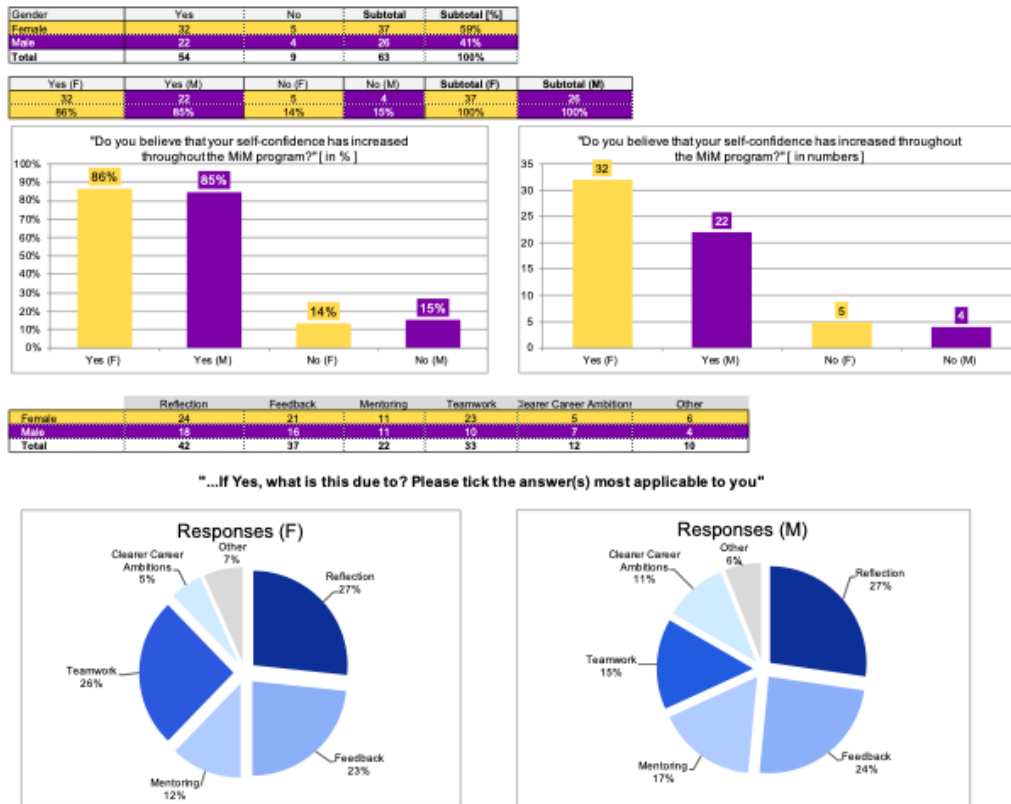 Gender Yes No Subtotal Subtotal [%]
Female 32 5 37 59%
Male 22 4 26 41%
Total 54 9 63 100%
Yes (F) Yes (M) No (F) No (M) Subtotal (F) Subtotal (M)
32 22 5 4 37 26
86% 85% 14% 15% 100% 100%
"Do you believe that your self-confidence has increased
throughout the MiM program?" [ in % ]
100%
90%
80%
70%
60%
50%
40%
30%
20%
10%
0%
86%
85%
14%
15%
Yes (F) Yes (M) No (F) No (M)
"Do you believe that your self-confidence has increased throughout
the MiM program?" [ in numbers ]
35
30
25
20
15
10
5
0
32
22
5
4
Yes (F) Yes (M) No (F) No (M)
Reflection Feedback Mentoring Teamwork Clearer Career Ambitions Other
Female 24 21 11 23 5 6
Male 18 16 11 10 7 4
Total 42 37 22 33 12 10
"...If Yes, what is this due to? Please tick the answer(s) most applicable to you"
Responses (F)
Other
7%
Clearer Career
Ambitions
5%
Reflection
27%
Teamwork
26%
Feedback
23%
Mentoring
12%
Responses (M)
Other
6%
Clearer Career
Ambitions
11%
Reflection
27%
Teamwork
15%
Feedback
24%
Mentoring
17%